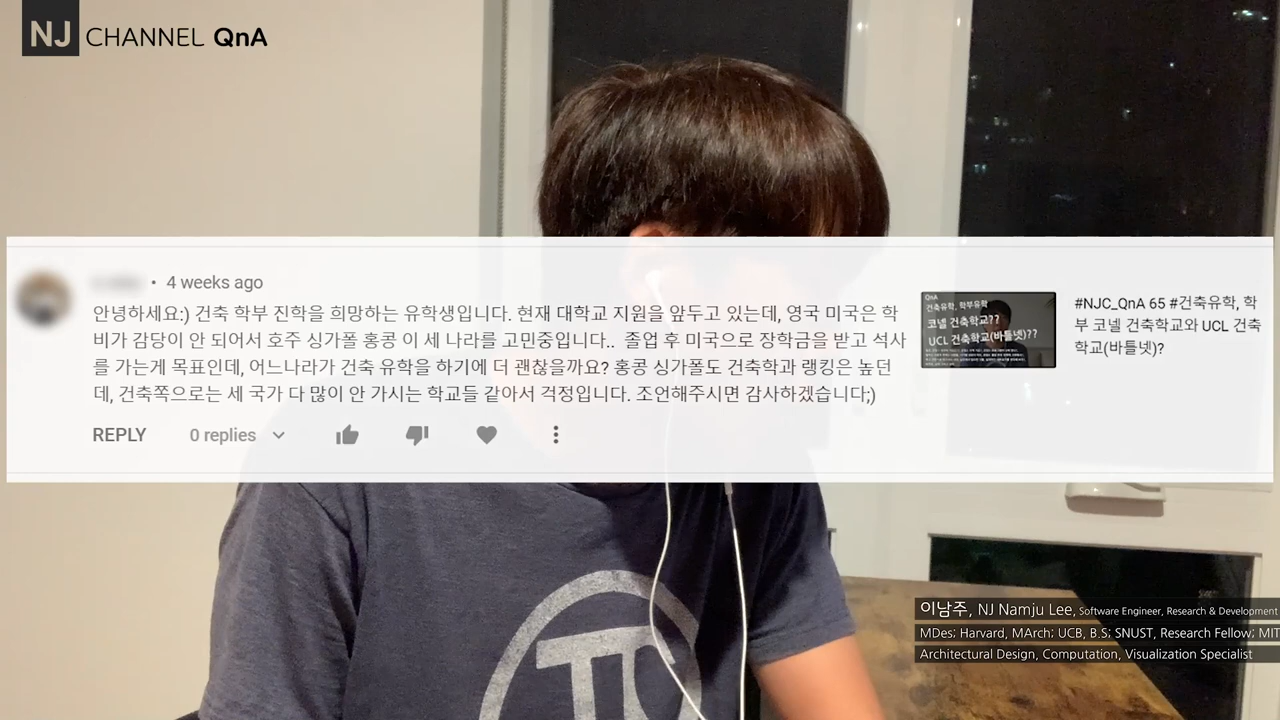 NJ CHANNEL QnA
• 4 weeks ago
안녕하세요:) 건축 학부 진학을 희망하는 유학생입니다. 현재 대학교 지원을 앞두고 있는데, 영국 미국은 학
비가 감당이 안 되어서 호주 싱가폴 홍콩 이 세 나라를 고민중입니다.. 졸업 후 미국으로 장학금을 받고 석사
를 가는게 목표인데, 어느 나라가 건축 유학을 하기에 더 괜찮을까요? 홍콩 싱가폴도 건축학과 랭킹은 높던
데, 건축쪽으로는 세 국가 다 많이 안 가시는 학교들 같아서 걱정입니다. 조언해주시면 감사하겠습니다;)
REPLY 0 replies
QnA
건축유학, 학부유학
코넬 건축학교??
UCL 건축학교(바틀넷)??
#NJC_QnA 65 #건축유학, 학
부 코넬 건축학교와 UCL 건축
학교(바틀넷)?
이남주, NJ Namju Lee, Software Engineer, Research & Development
MDes; Harvard, MArch; UCB, B.S; SNUST, Research Fellow; MIT
Architectural Design, Computation, Visualization Specialist